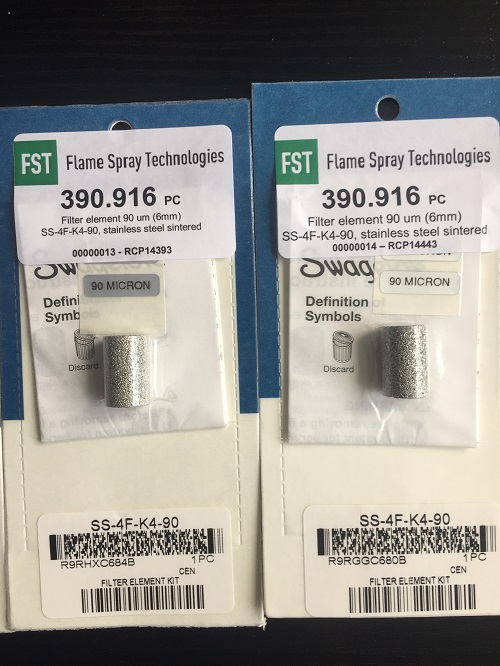 FST Flame Spray Technologies
390.916 PC
Filter element 90 um (6mm)
SS-4F-K4-90, stainless steel sintered
00000013 - RCP14393
90 MICRON
Definition
Symbols
Discard
SS-4F-K4-90
R9RHXC684B 1PC
CEN
FILTER ELEMENT KIT
FST Flame Spray Technologies
390.916 PC
Filter element 90 um (6mm)
SS-4F-K4-90, stainless steel sintered
00000014 – RCP14443
Swag
90 MICRON
Definition
Symbols
Discard
SS-4F-K4-90
R9RGGC680B 1PC
CEN
FILTER ELEMENT KIT